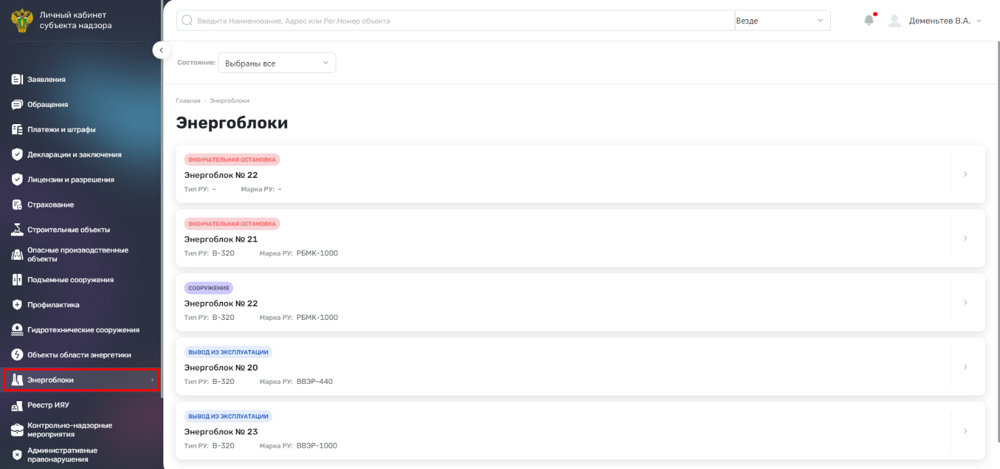 Личный кабинет
субъекта надзора
Заявления
Обращения
Платежи и штрафы
Декларации и заключения
Лицензии и разрешения
Страхование
Строительные объекты
Опасные производственные
объекты
Подъемные сооружения
Профилактика
Гидротехнические сооружения
Объекты области энергетики
Энергоблоки
Реестр ИЯУ
Контрольно-надзорные
мероприятия
Административные
правонарушения
Введите Наименование, Адрес или Рег.Номер объекта
Везде
Деменьтев В.А.
Состояние: Выбраны все
Главная • Энергоблоки
Энергоблоки
ОКОНЧАТЕЛЬНАЯ ОСТАНОВКА
Энергоблок № 22
Тип РУ: - Марка РУ: -
ОКОНЧАТЕЛЬНАЯ ОСТАНОВКА
Энергоблок № 21
Тип РУ: В-320 Марка РУ: РБМК-1000
СООРУЖЕНИЕ
Энергоблок № 22
Тип РУ: В-320 Марка РУ: РБМК-1000
ВЫВОД ИЗ ЭКСПЛУАТАЦИИ
Энергоблок № 20
Тип РУ: В-320 Марка РУ: ВВЭР-440
ВЫВОД ИЗ ЭКСПЛУАТАЦИИ
Энергоблок № 23
Тип РУ: В-320 Марка РУ: ВВЭР-1000